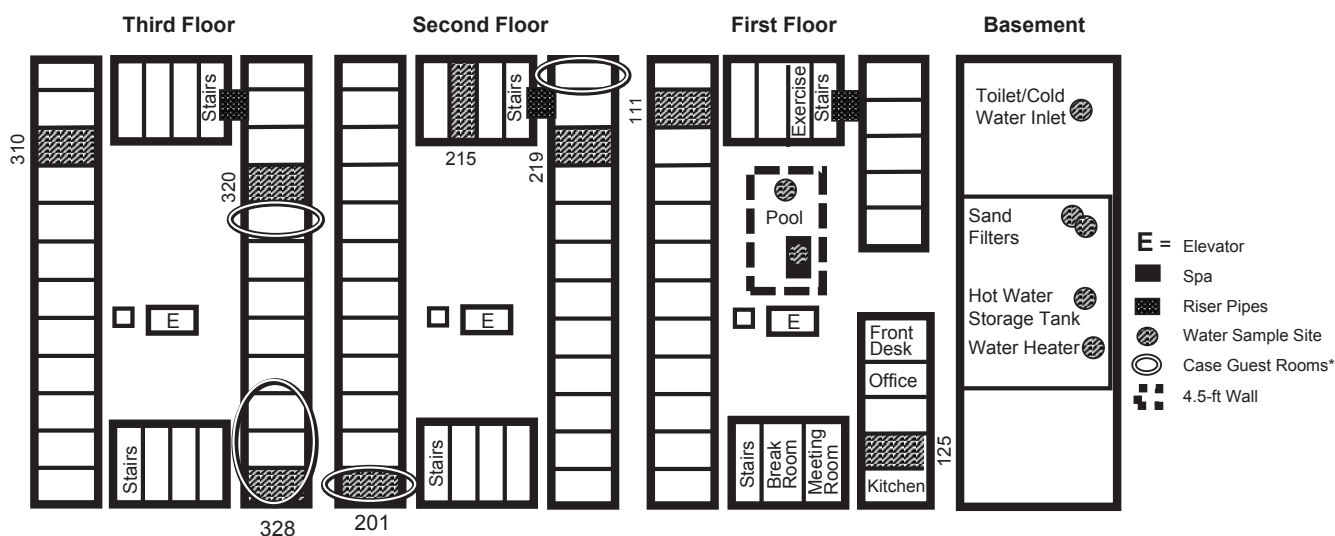 Third Floor
Second Floor
First Floor
Basement
310
Stairs
320
E
Stairs
328
Stairs
215
219
E
Stairs
201
111
Exercise
Stairs
Pool
E
Front
Desk
Office
125
Kitchen
Stairs
Break
Room
Meeting
Room
Toilet/Cold
Water Inlet
Sand
Filters
Hot Water
Storage Tank
Water Heater
E = Elevator
Spa
Riser Pipes
Water Sample Site
Case Guest Rooms*
4.5-ft Wall